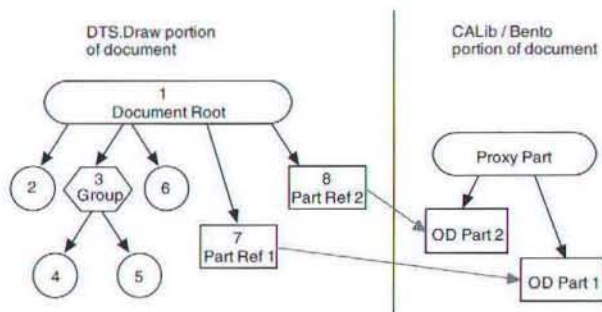 DTS.Draw portion
of document
CALib / Bento
portion of document
1
Document Root
2
3
Group
6
8
Part Ref 2
Proxy Part
7
Part Ref 1
OD Part 2
4
5
OD Part 1